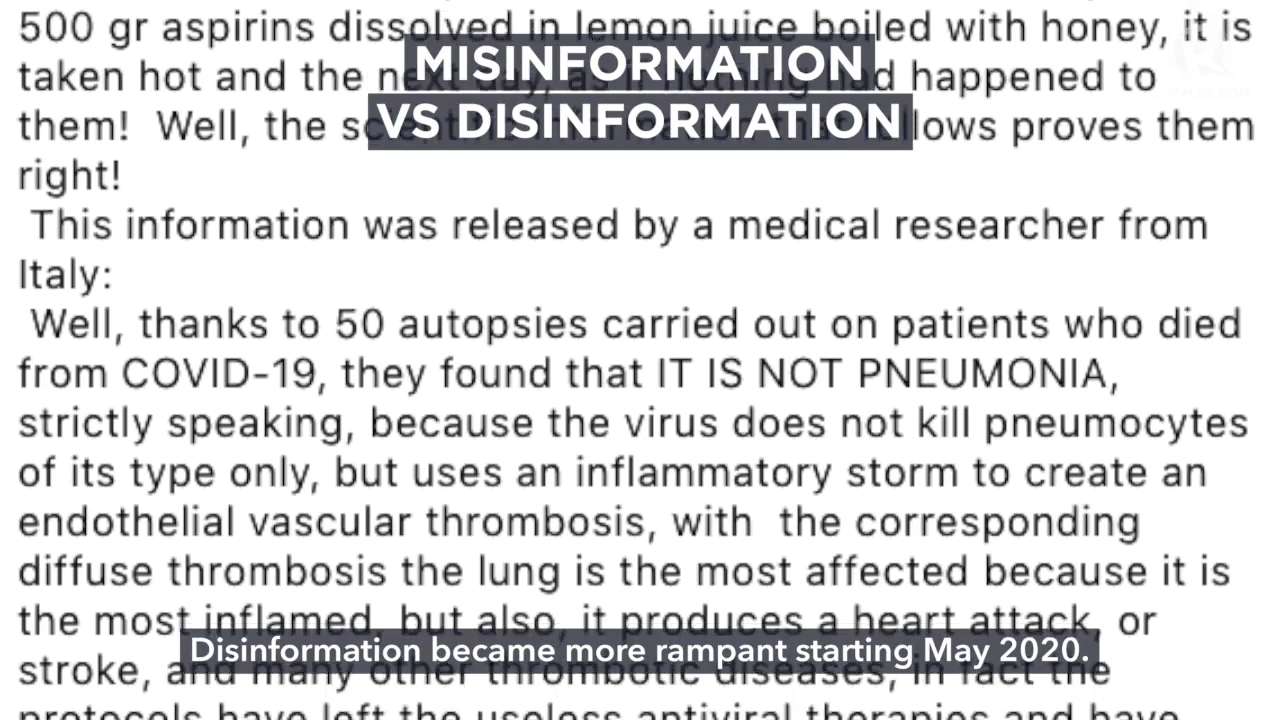 500 gr aspirins dissolved in lemon juice boiled with honey, it is
MISINFORMATION
taken hot and the next day, as if nothing had happened to
VS DISINFORMATION
them! Well, the scientific information that follows proves them
right!
This information was released by a medical researcher from
Italy:
Well, thanks to 50 autopsies carried out on patients who died
from COVID-19, they found that IT IS NOT PNEUMONIA,
strictly speaking, because the virus does not kill pneumocytes
of its type only, but uses an inflammatory storm to create an
endothelial vascular thrombosis, with the corresponding
diffuse thrombosis the lung is the most affected because it is
the most inflamed, but also, it produces a heart attack, or
Disinformation became more rampant starting May 2020.
stroke, and many other thrombotic diseases, in fact the
protocols have left the useless antiviral therapies and have